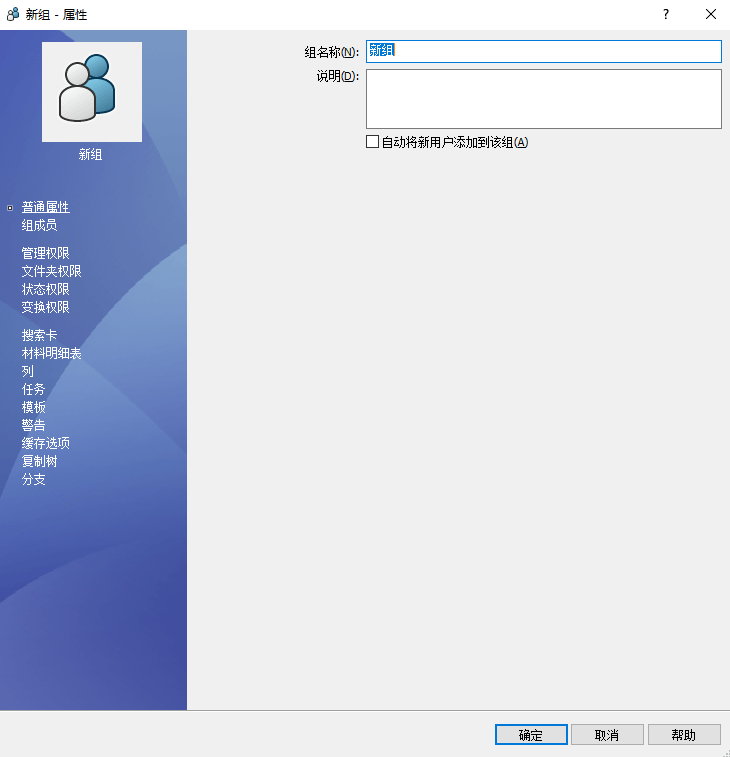 新组 - 属性
?
新组
普通属性
组成员
管理权限
文件夹权限
状态权限
变换权限
搜索卡
材料明细表
列
任务
模板
警告
缓存选项
复制树
分支
组名称(N):
新组
说明(D):
自动将新用户添加到该组(A)
确定
取消
帮助